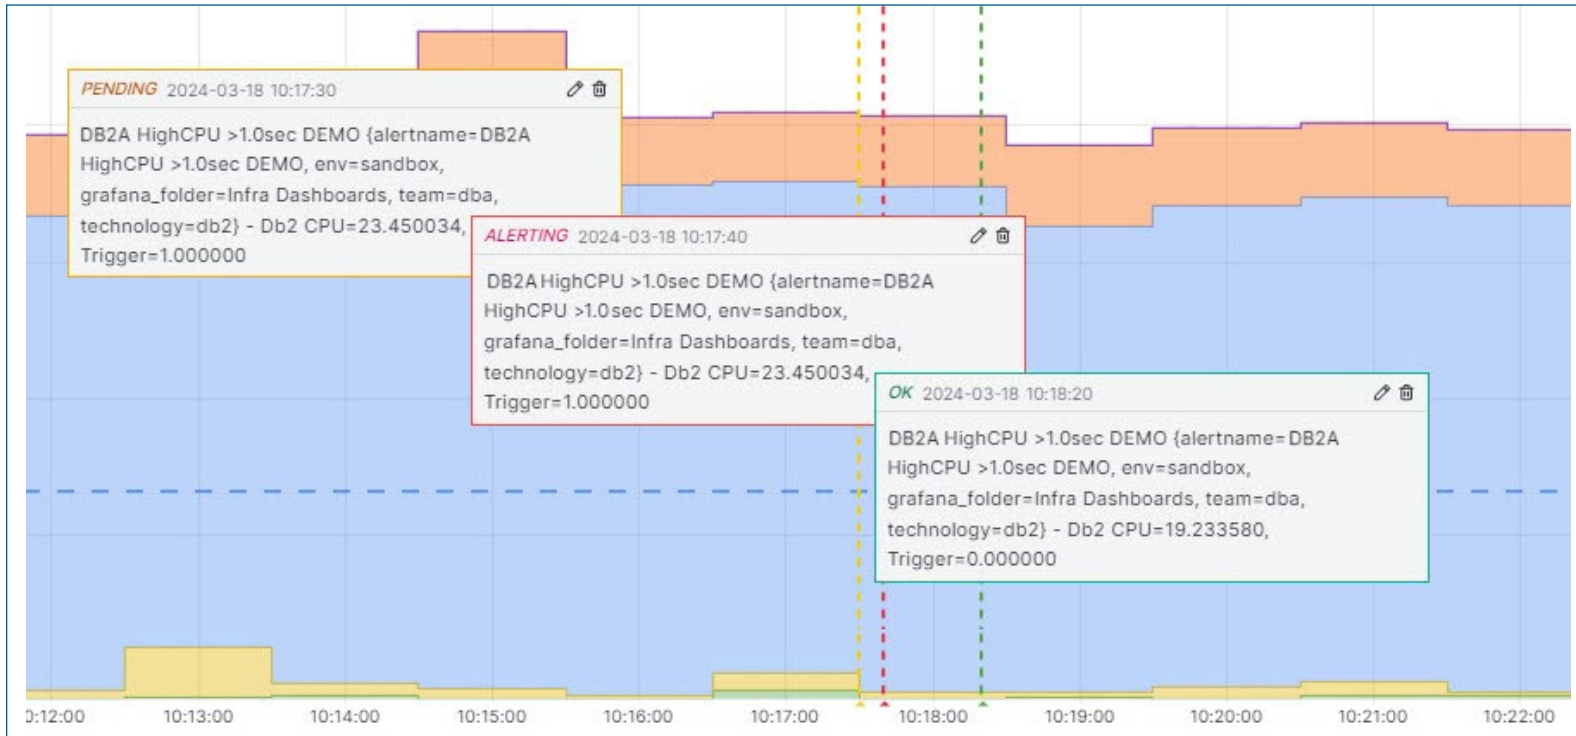 PENDING 2024-03-18 10:17:30
DB2A HighCPU >1.0sec DEMO {alertname=DB2A
HighCPU >1.0sec DEMO, env=sandbox,
grafana_folder=Infra Dashboards, team=dba,
technology=db2} - Db2 CPU=23.450034,
Trigger=1.000000
ALERTING 2024-03-18 10:17:40
DB2A HighCPU >1.0sec DEMO {alertname=DB2A
HighCPU >1.0sec DEMO, env=sandbox,
grafana_folder=Infra Dashboards, team=dba,
technology=db2} - Db2 CPU=23.450034,
Trigger=1.000000
OK 2024-03-18 10:18:20
DB2A HighCPU >1.0sec DEMO {alertname=DB2A
HighCPU >1.0sec DEMO, env=sandbox,
grafana_folder=Infra Dashboards, team=dba,
technology=db2} - Db2 CPU=19.233580,
Trigger=0.000000
0:12:00 10:13:00 10:14:00 10:15:00 10:16:00 10:17:00 10:18:00 10:19:00 10:20:00 10:21:00 10:22:00